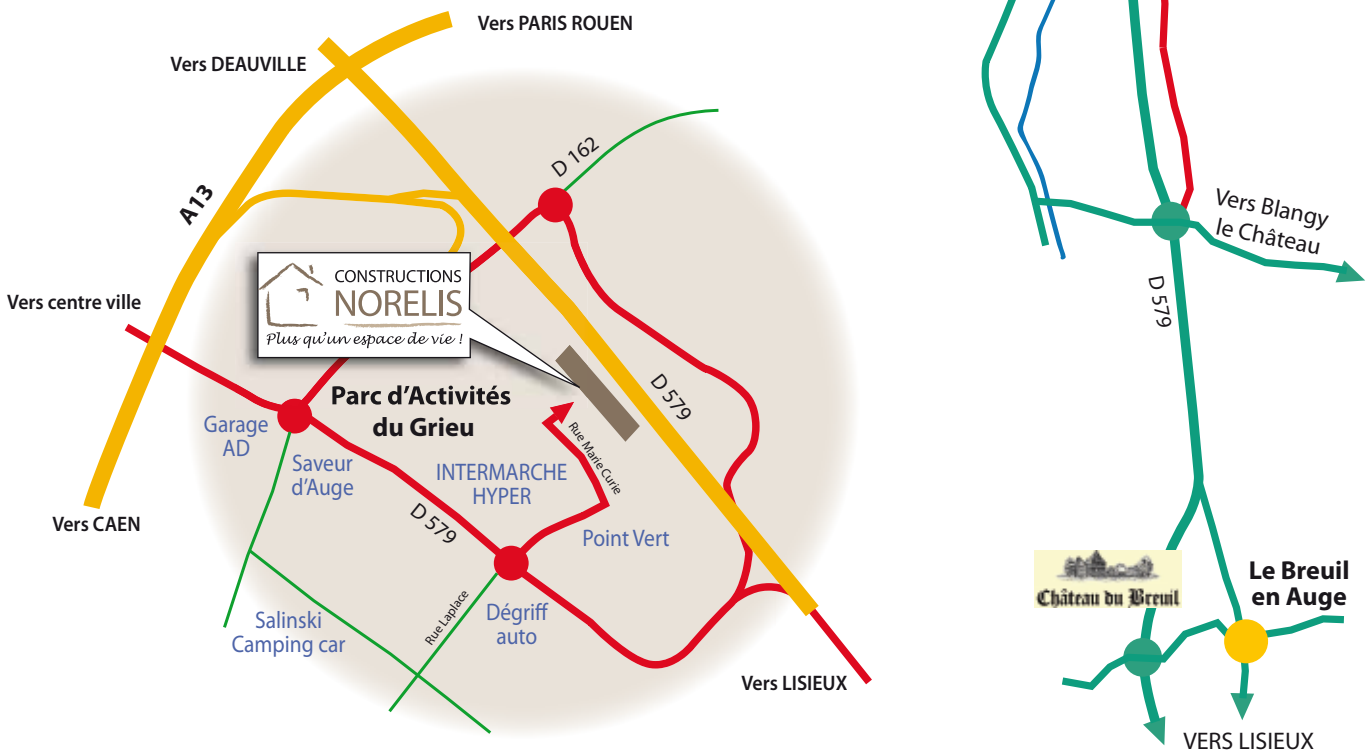 Vers PARIS ROUEN
Vers DEAUVILLE
D 162
A13
CONSTRUCTIONS
NORELIS
Plus qu'un espace de vie !
Vers centre ville
Parc d'Activités
du Grieu
D 579
Garage
AD
Saveur
d'Auge
INTERMARCHE
HYPER
Rue Marie Curie
D 579
Point Vert
Vers CAEN
Rue Laplace
Dégriff
auto
Salinski
Camping car
Vers LISIEUX
Vers Blangy
le Château
D 579
Château du Breuil
Le Breuil
en Auge
VERS LISIEUX